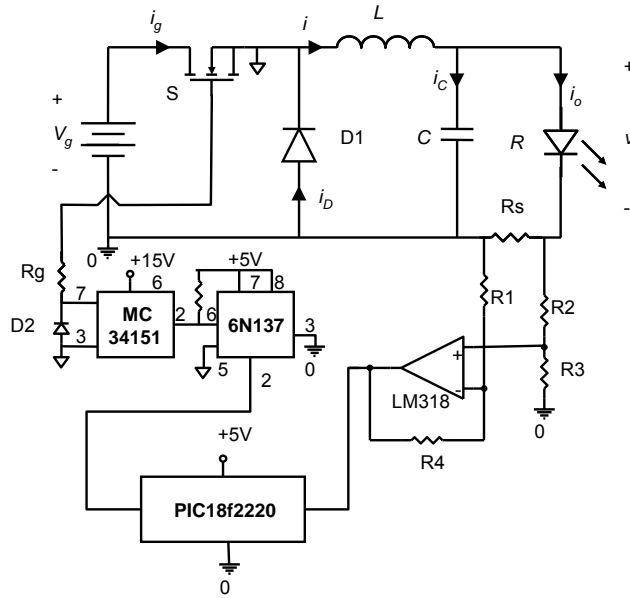 i_g
i
L
+
V_g
-
S
D1
i_D
i_C
C
i_o
R
+
v
-
Rs
0
+15V
+5V
Rg
7
6
MC
34151
2
6
7
8
6N137
3
0
D2
3
5
2
R1
R2
+
-
LM318
R3
0
R4
+5V
PIC18f2220
0